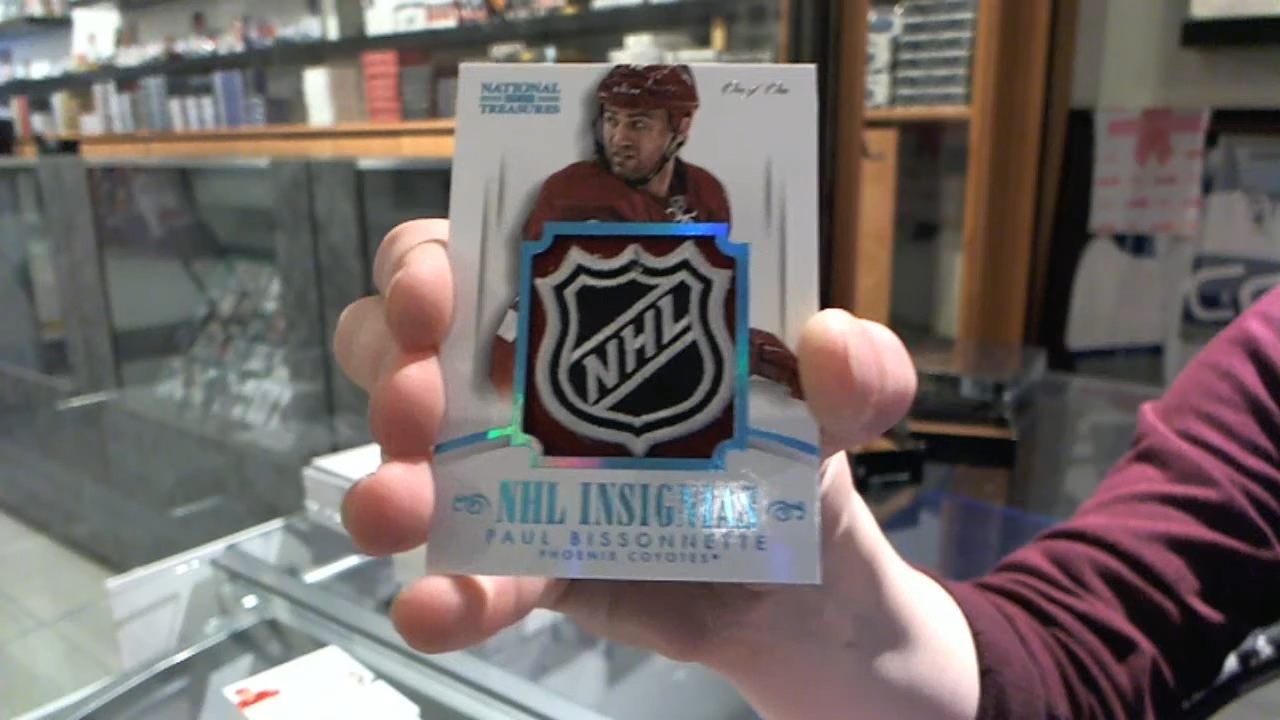 NATIONAL
TREASURES
One of One
NHL
NHL INSIGNIAS
PAUL BISSONNETTE
PHOENIX COYOTES®